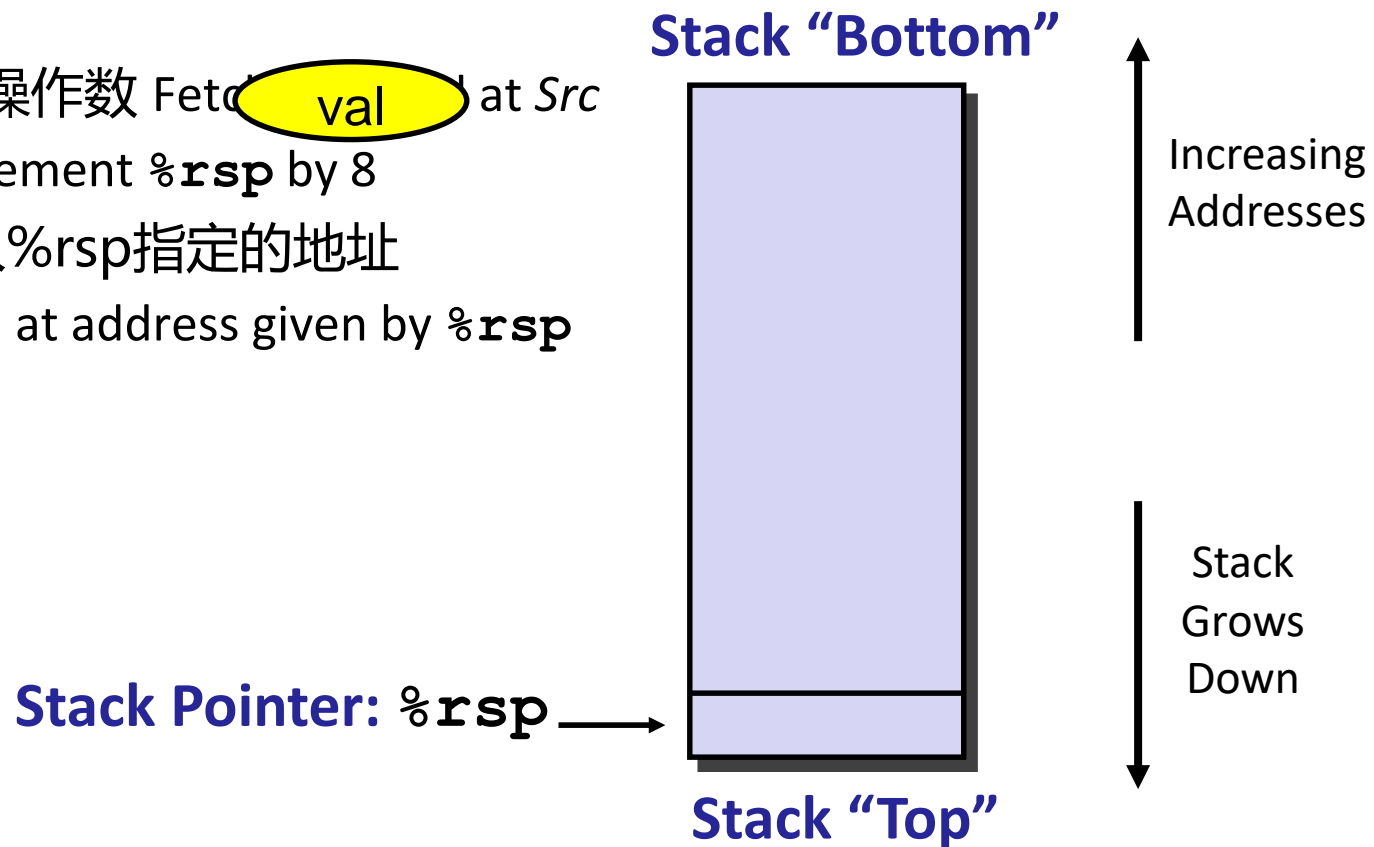 Stack “Bottom”
操作数 Fetc val at Src
ement %rsp by 8
%rsp指定的地址
at address given by %rsp
Increasing
Addresses
Stack
Grows
Down
Stack Pointer: %rsp
Stack “Top”